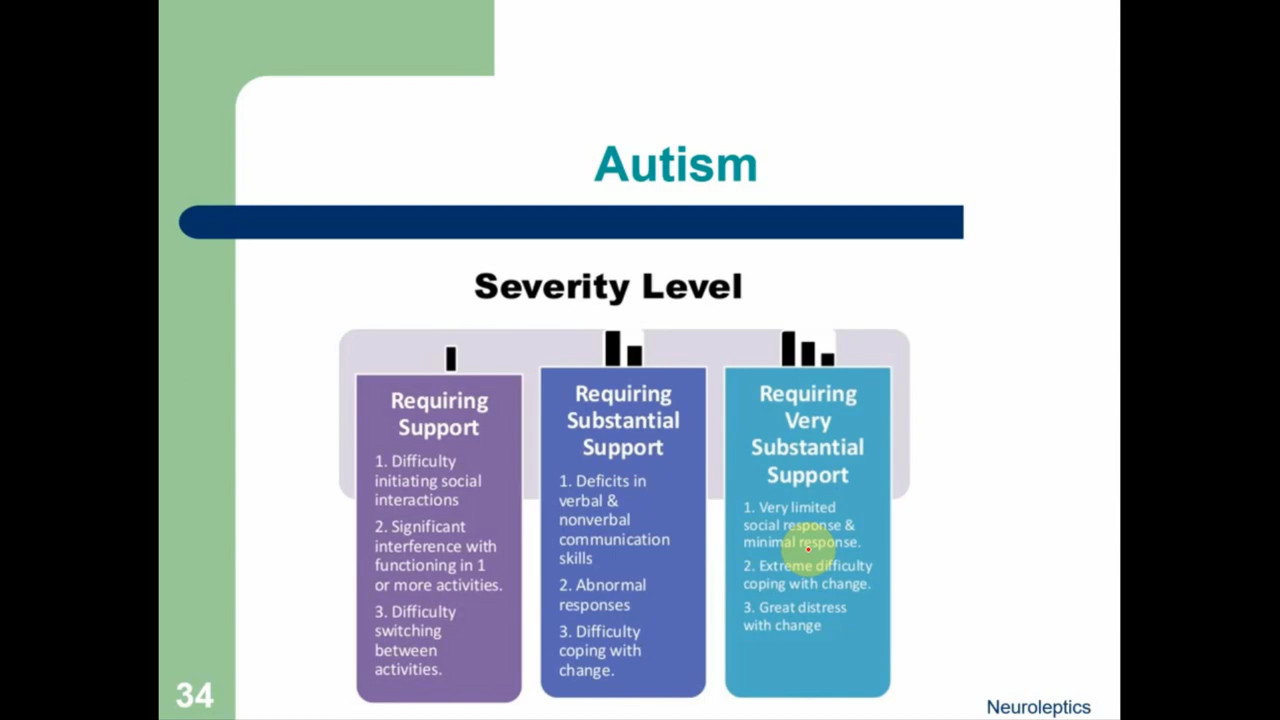 Autism
Severity Level
Requiring
Support
1. Difficulty
initiating social
interactions
2. Significant
interference with
functioning in 1
or more activities.
3. Difficulty
switching
between
activities.
Requiring
Substantial
Support
1. Deficits in
verbal &
nonverbal
communication
skills
2. Abnormal
responses
3. Difficulty
coping with
change.
Requiring
Very
Substantial
Support
1. Very limited
social response &
minimal response.
2. Extreme difficulty
coping with change.
3. Great distress
with change
34
Neuroleptics